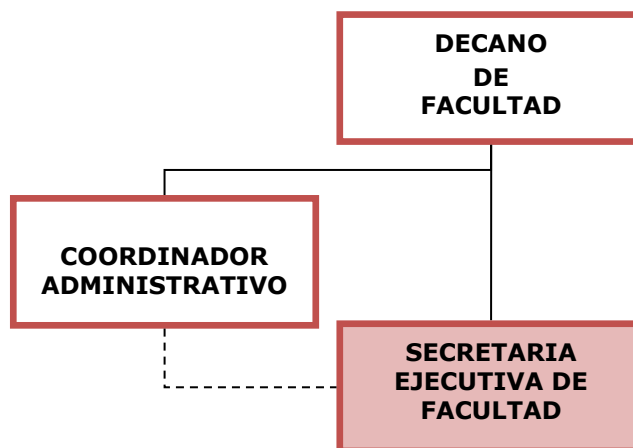 DECANO
DE
FACULTAD
COORDINADOR
ADMINISTRATIVO
SECRETARIA
EJECUTIVA DE
FACULTAD